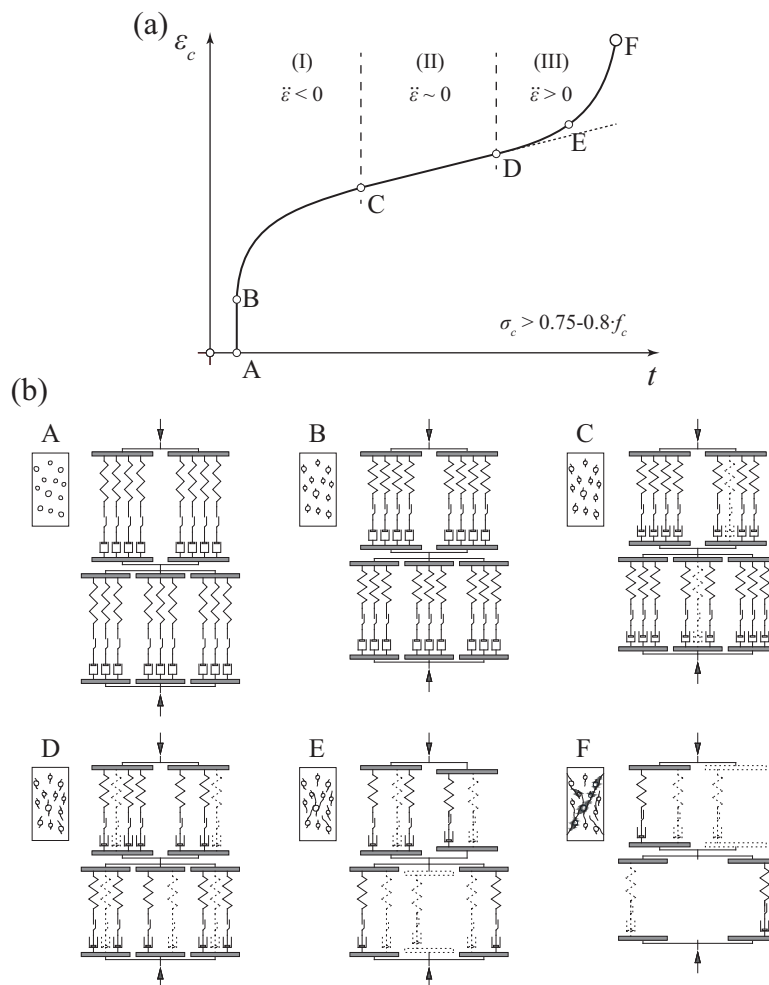 (a)
ε_c
(I) (II) (III)
ε̈ < 0 ε̈ ~ 0 ε̈ > 0
F
E
D
C
B
A
σ_c > 0.75-0.8·f_c
t
(b)
A B C
D E F